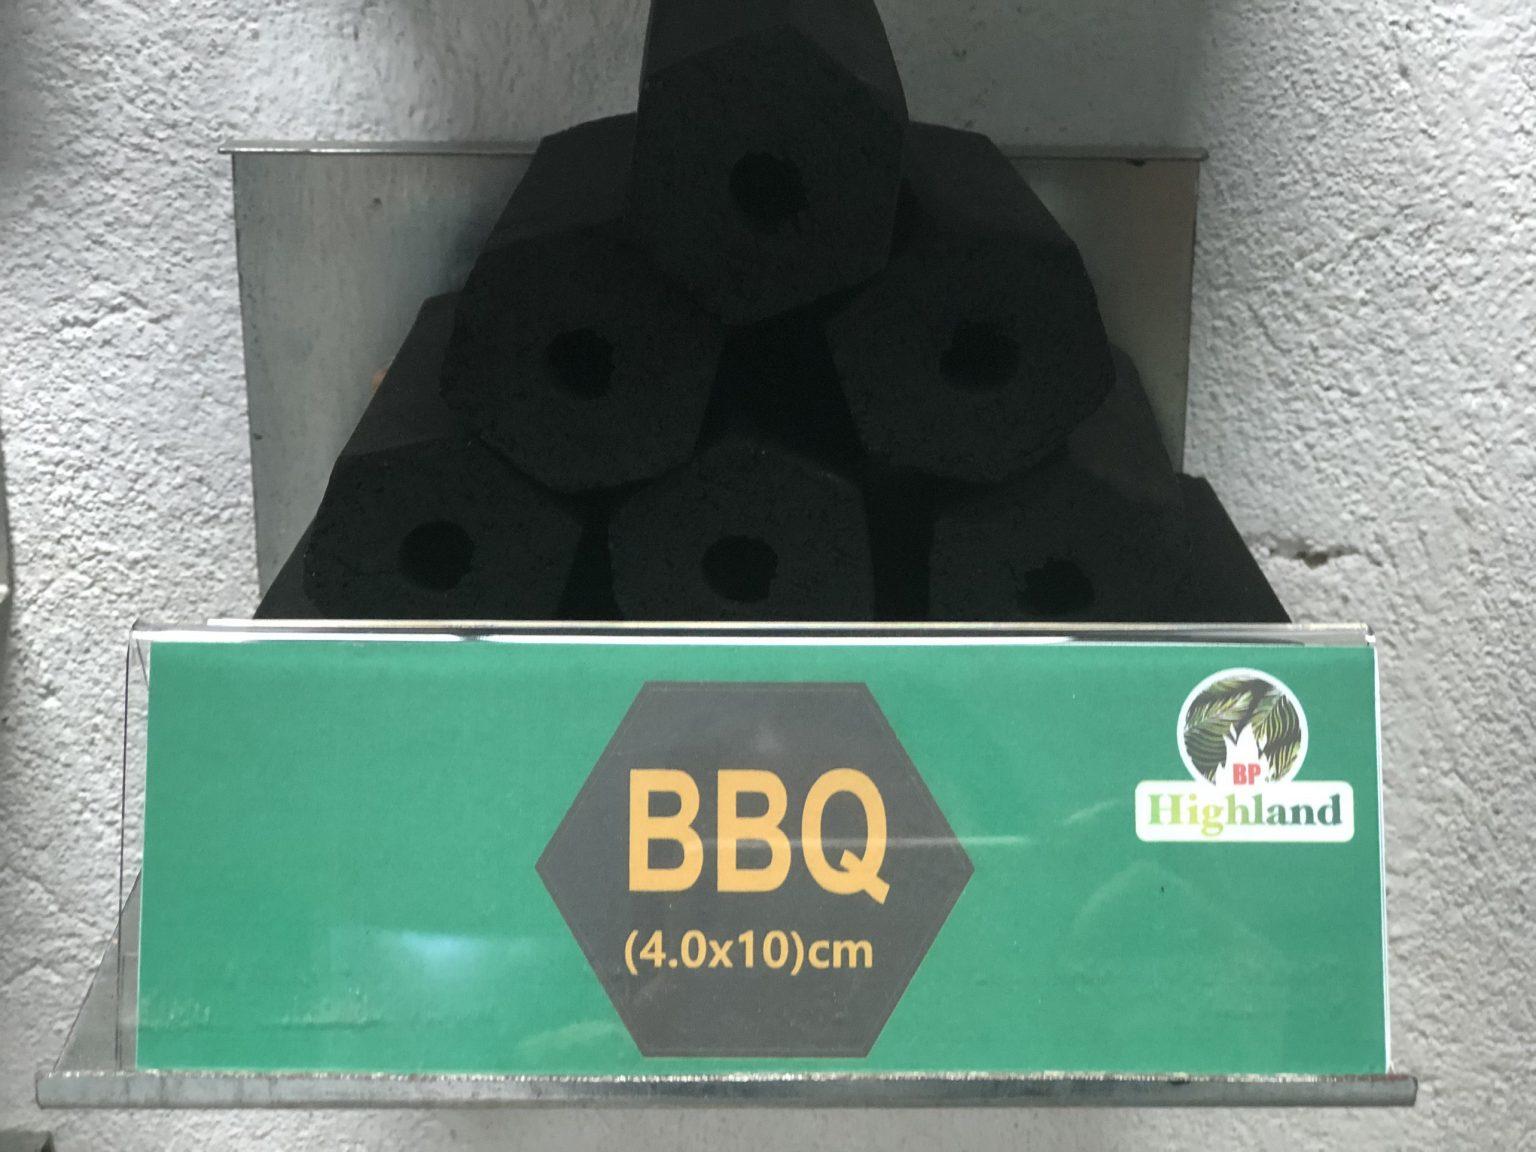 BBQ
(4.0x10)cm
BP
Highland